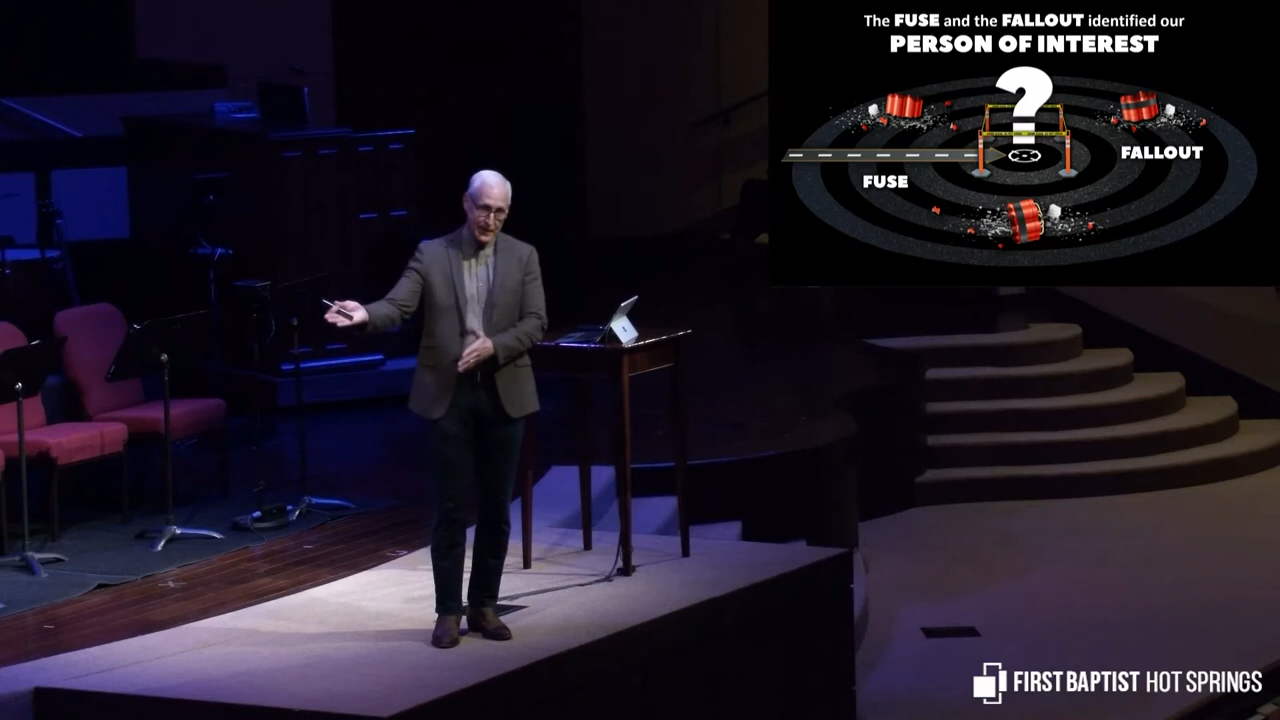 The FUSE and the FALLOUT identified our
PERSON OF INTEREST
?
FALLOUT
FUSE
FIRST BAPTIST HOT SPRINGS